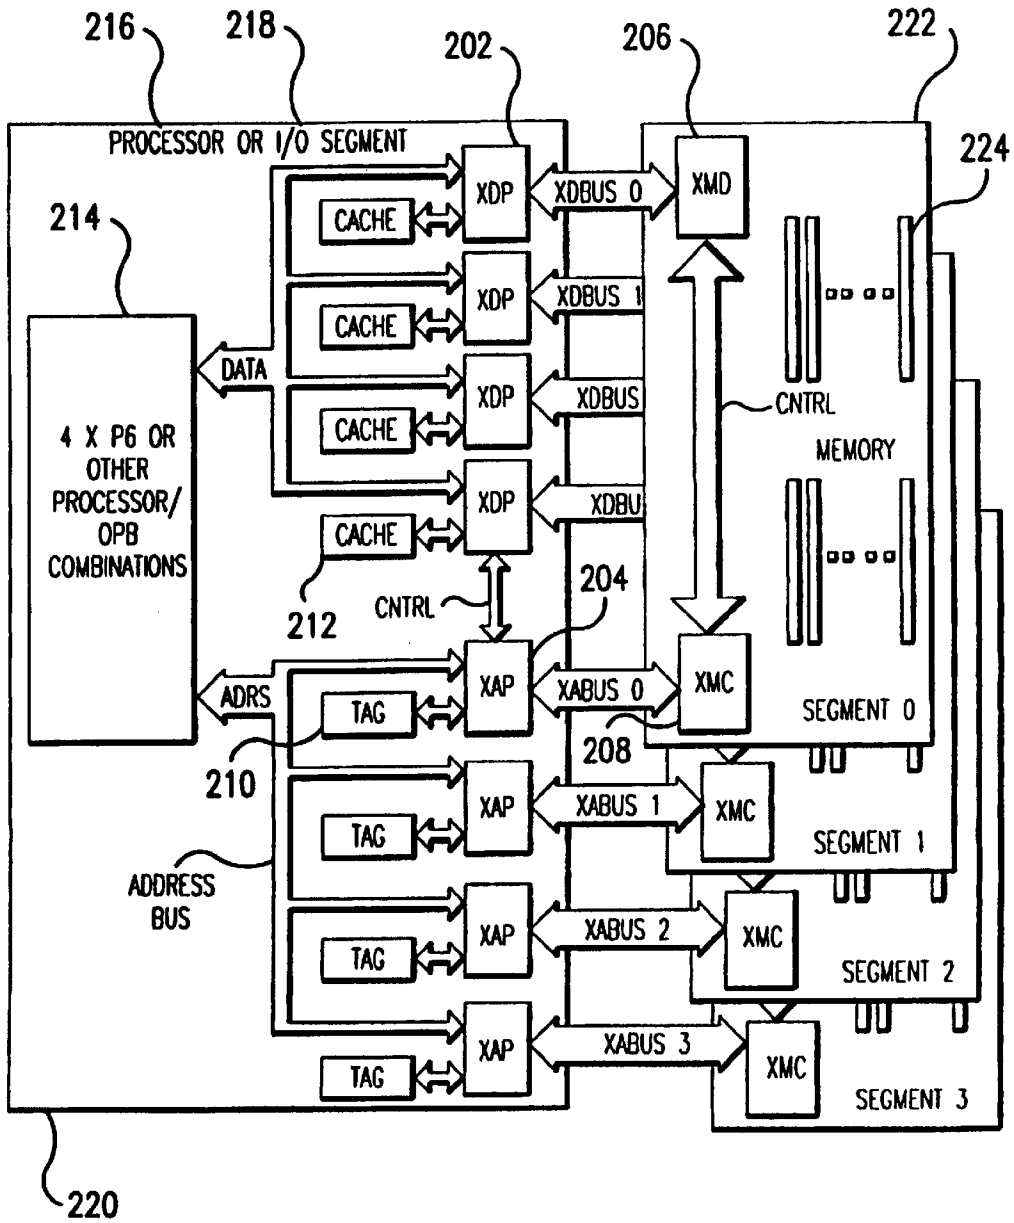 216
218
202
206
222
PROCESSOR OR I/O SEGMENT
XDP
XDBUS 0
XMD
224
CACHE
214
XDP
XDBUS 1
CACHE
DATA
XDP
XDBUS
CNTRL
CACHE
4 X P6 OR
OTHER
PROCESSOR/
OPB
COMBINATIONS
MEMORY
XDP
XDBU
CACHE
212
CNTRL
204
ADRS
XAP
XABUS 0
XMC
TAG
SEGMENT 0
210
208
XAP
XABUS 1
XMC
TAG
SEGMENT 1
ADDRESS
BUS
XAP
XABUS 2
XMC
TAG
SEGMENT 2
XAP
XABUS 3
XMC
TAG
SEGMENT 3
220